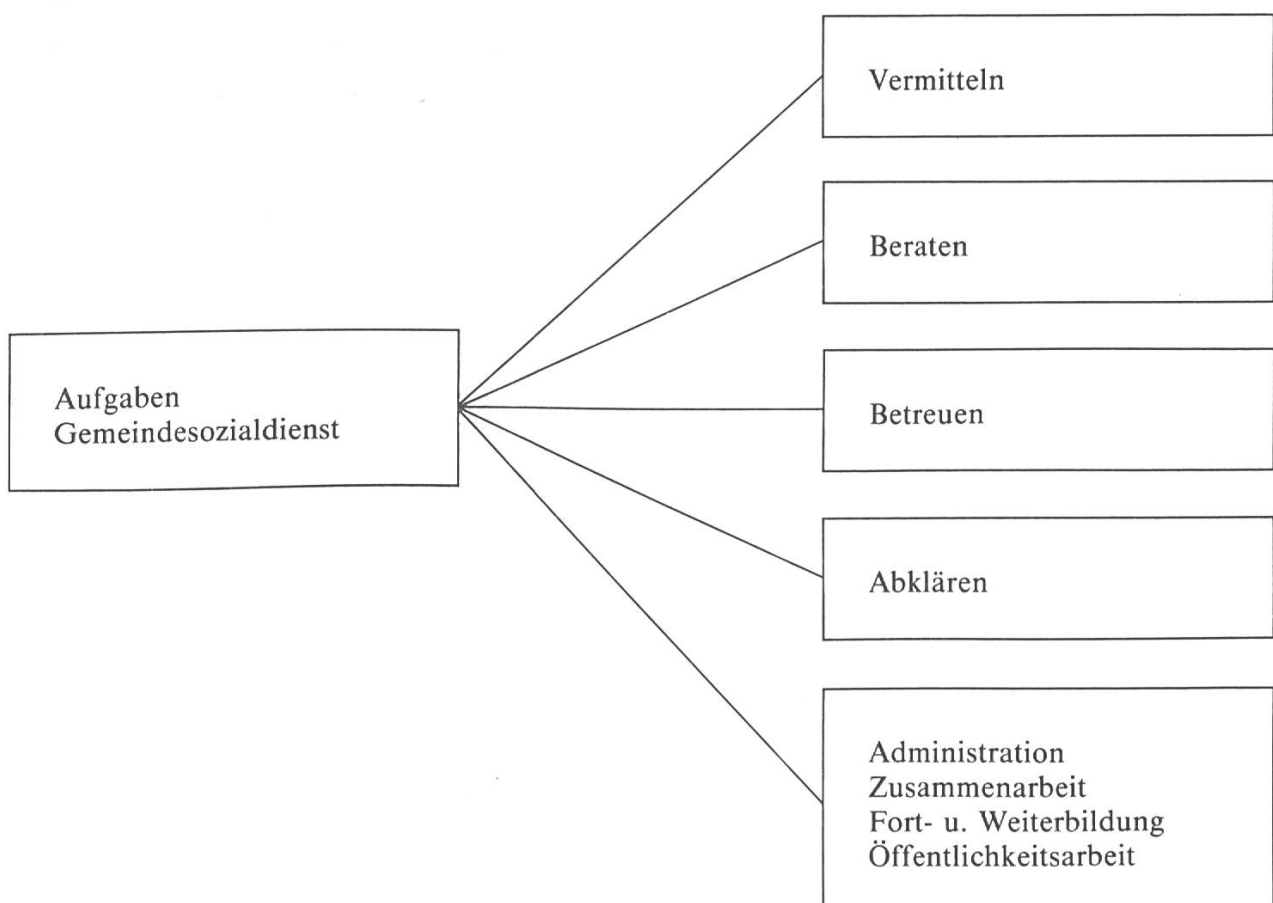 Vermitteln
Beraten
Aufgaben
Gemeindesozialdienst
Betreuen
Abklären
Administration
Zusammenarbeit
Fort- u. Weiterbildung
Öffentlichkeitsarbeit